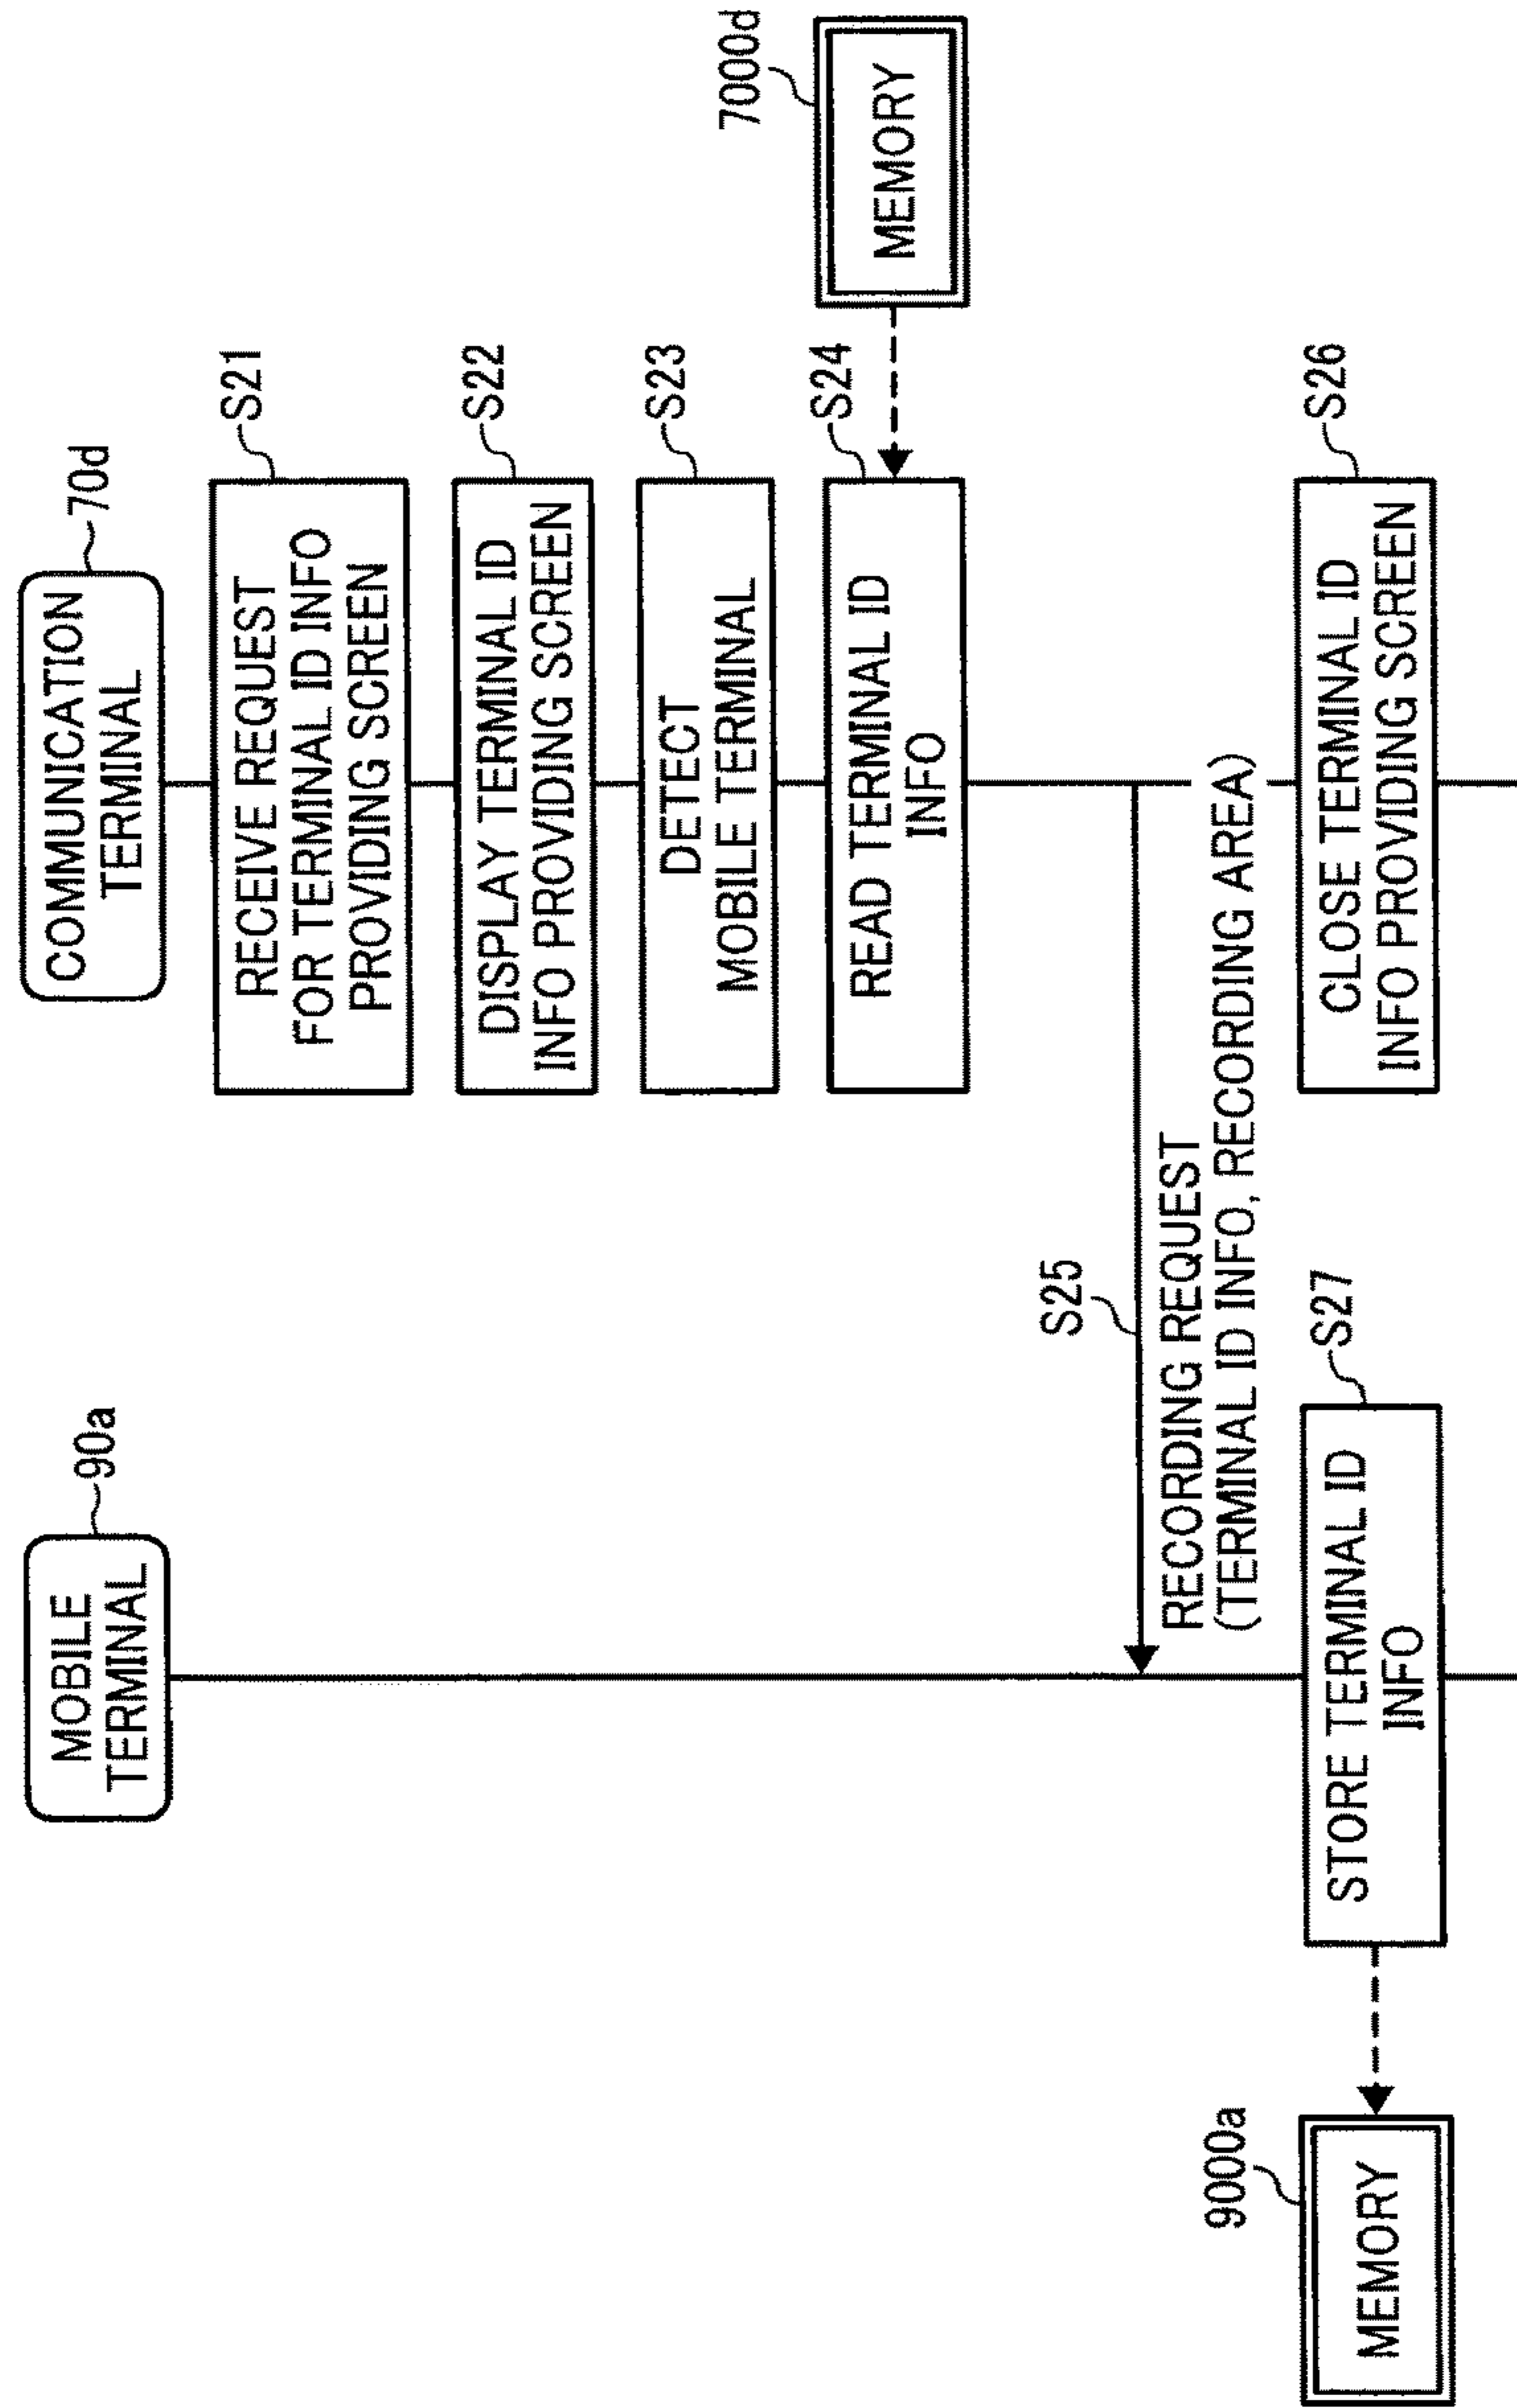 MOBILE
TERMINAL
90a
COMMUNICATION
TERMINAL
70d
RECEIVE REQUEST
FOR TERMINAL ID INFO
PROVIDING SCREEN
S21
DISPLAY TERMINAL ID
INFO PROVIDING SCREEN
S22
DETECT
MOBILE TERMINAL
S23
READ TERMINAL ID
INFO
S24
MEMORY
7000d
S25
RECORDING REQUEST
(TERMINAL ID INFO, RECORDING AREA)
MEMORY
9000a
STORE TERMINAL ID
INFO
S27
CLOSE TERMINAL ID
INFO PROVIDING SCREEN
S26